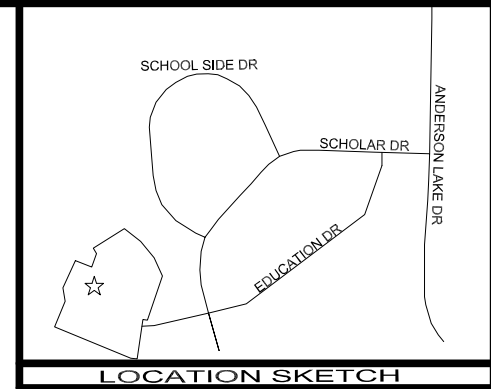 SCHOOL SIDE DR
SCHOLAR DR
ANDERSON LAKE DR
EDUCATION DR
LOCATION SKETCH